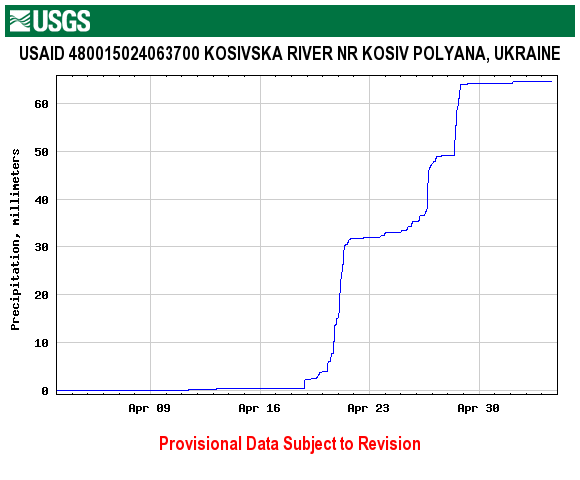 USGS
USAID 480015024063700 KOSIVSKA RIVER NR KOSIV POLYANA, UKRAINE
Precipitation, millimeters
60
50
40
30
20
10
0
Apr 09 Apr 16 Apr 23 Apr 30
Provisional Data Subject to Revision